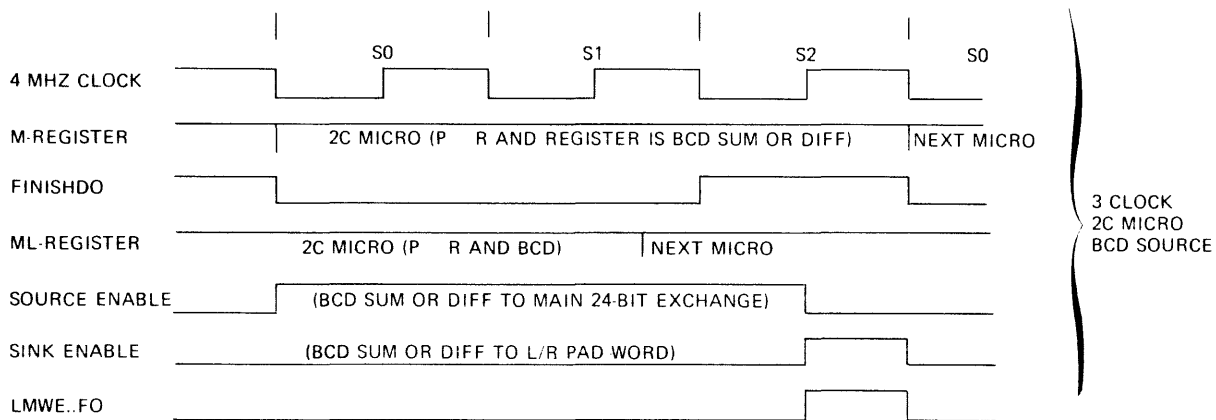 S0 S1 S2 S0
4 MHZ CLOCK
M-REGISTER 2C MICRO (P R AND REGISTER IS BCD SUM OR DIFF) NEXT MICRO
FINISHDO
3 CLOCK
2C MICRO
BCD SOURCE
ML-REGISTER 2C MICRO (P R AND BCD) NEXT MICRO
SOURCE ENABLE (BCD SUM OR DIFF TO MAIN 24-BIT EXCHANGE)
SINK ENABLE (BCD SUM OR DIFF TO L/R PAD WORD)
LMWE..FO